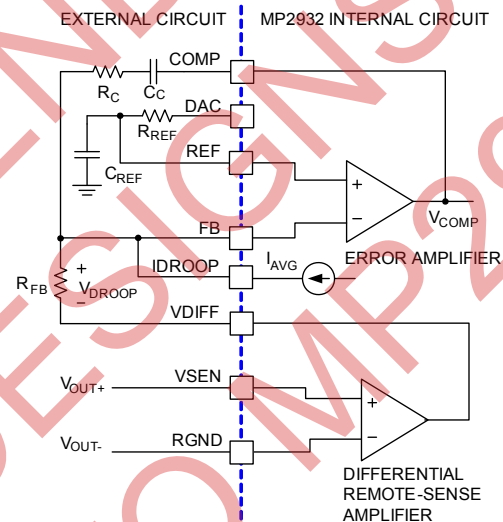 EXTERNAL CIRCUIT
MP2932 INTERNAL CIRCUIT
COMP
RC
CC
DAC
RREF
REF
CREF
+
−
VCOMP
FB
ERROR AMPLIFIER
IDROOP
IAVG
RFB
+
VDROOP
−
VDIFF
VOUT+
VSEN
+
VOUT-
RGND
−
DIFFERENTIAL
REMOTE-SENSE
AMPLIFIER